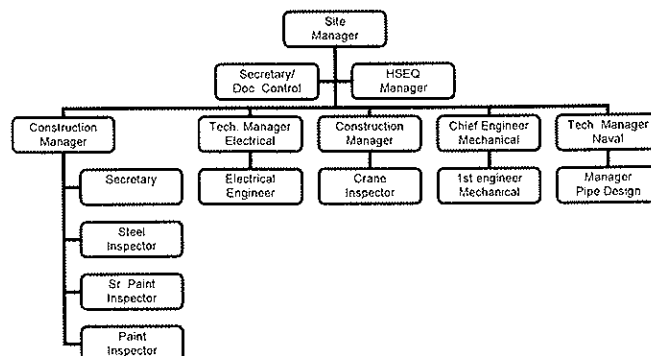 Site
Manager
Secretary/
Doc Control
HSEQ
Manager
Construction
Manager
Tech. Manager
Electrical
Construction
Manager
Chief Engineer
Mechanical
Tech Manager
Naval
Secretary
Electrical
Engineer
Crane
Inspector
1st engineer
Mechanical
Manager
Pipe Design
Steel
Inspector
Sr Paint
Inspector
Paint
Inspector